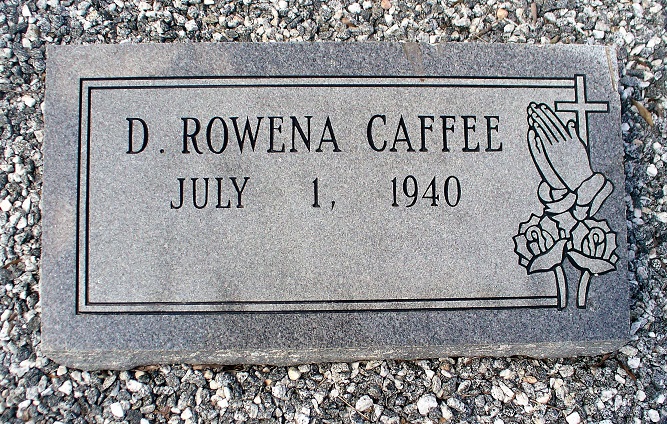 D. ROWENA CAFFEE
JULY 1, 1940